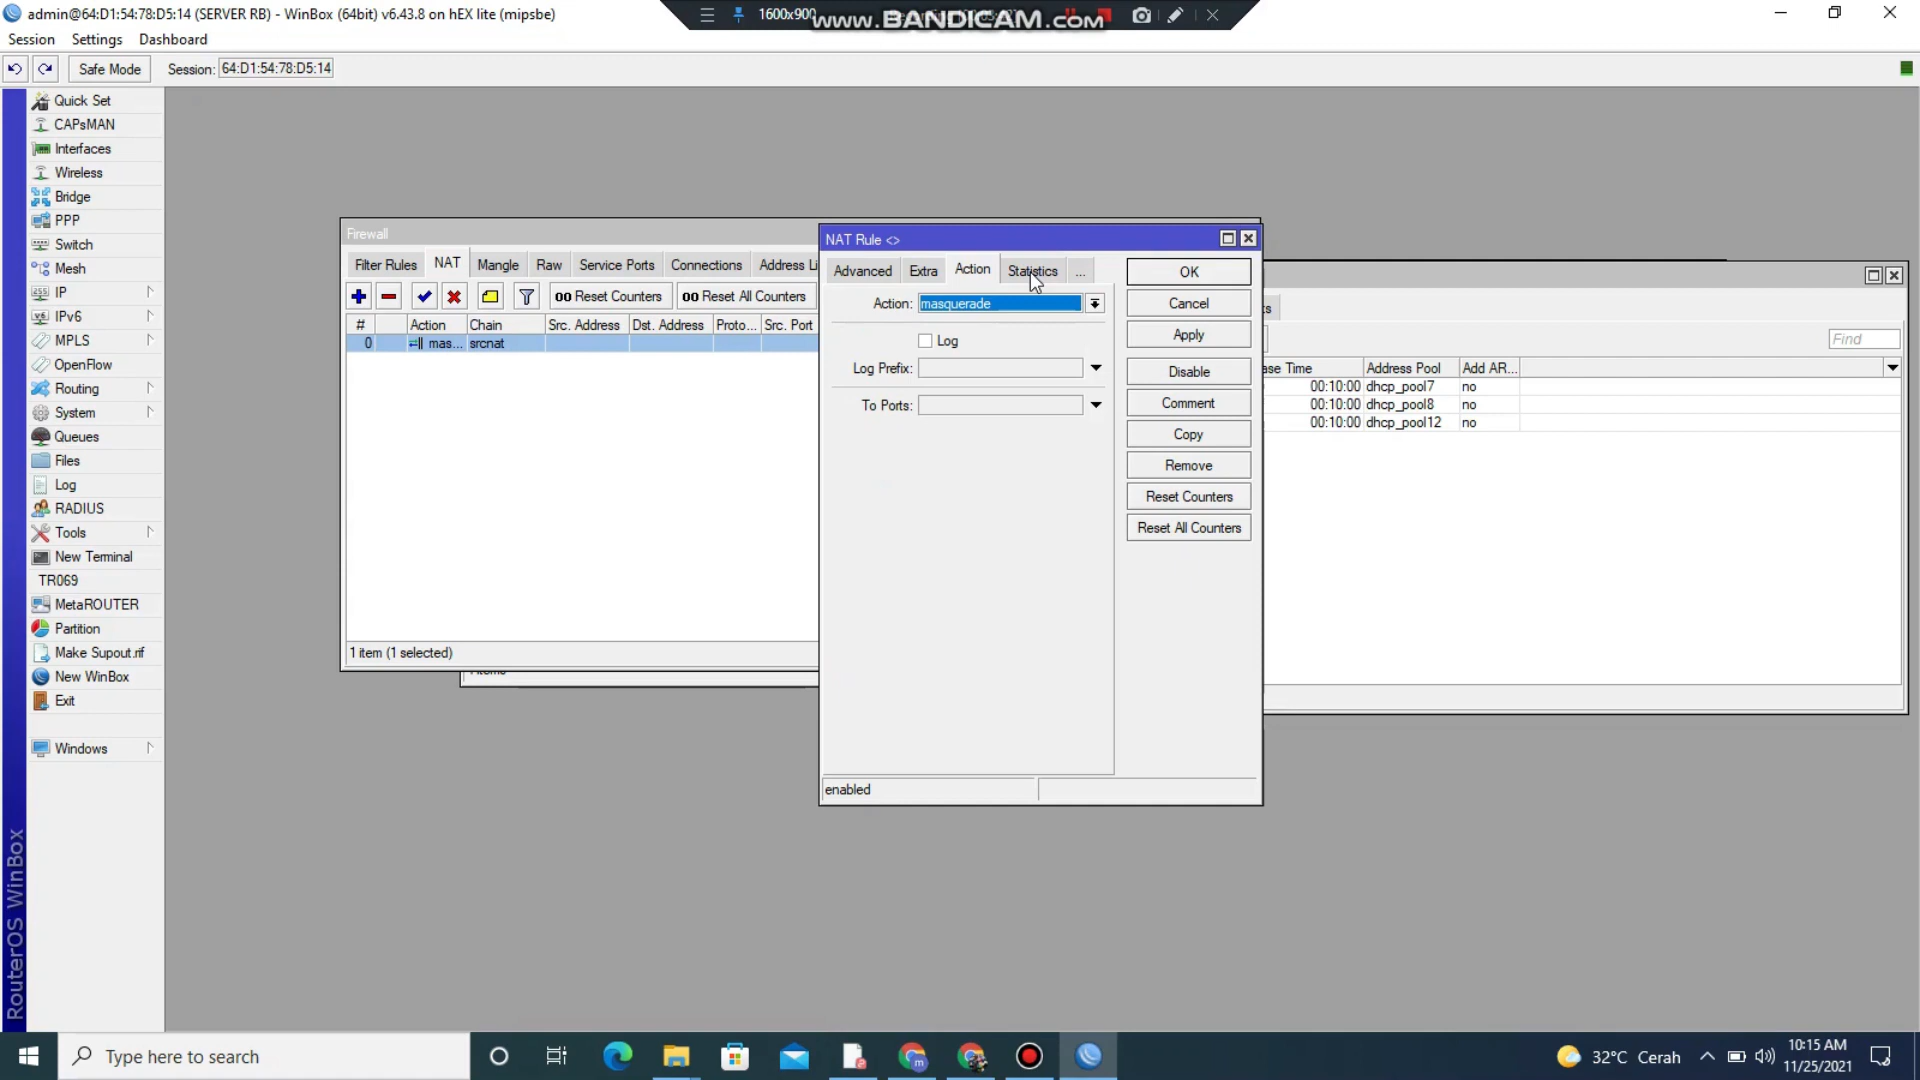 admin@64:D1:54:78:D5:14 (SERVER RB) - WinBox (64bit) v6.43.8 on hEX lite (mipsbe)
1600x900
www.BANDICAM.com
Session Settings Dashboard
Safe Mode Session: 64:D1:54:78:D5:14
Quick Set
CAPsMAN
Interfaces
Wireless
Bridge
PPP
Switch
Mesh
IP
IPv6
MPLS
OpenFlow
Routing
System
Queues
Files
Log
RADIUS
Tools
New Terminal
TR069
MetaROUTER
Partition
Make Supout.rif
New WinBox
Exit
Windows
RouterOS WinBox
Firewall
Filter Rules NAT Mangle Raw Service Ports Connections Address Li
00 Reset Counters 00 Reset All Counters
# Action Chain Src. Address Dst. Address Proto... Src. Port
0 mas... srcnat
1 item (1 selected)
NAT Rule <>
Advanced Extra Action Statistics ...
Action: masquerade
Log
Log Prefix:
To Ports:
enabled
OK
Cancel
Apply
Disable
Comment
Copy
Remove
Reset Counters
Reset All Counters
ts
Find
ase Time Address Pool Add AR...
00:10:00 dhcp_pool7 no
00:10:00 dhcp_pool8 no
00:10:00 dhcp_pool12 no
Type here to search
32°C Cerah
10:15 AM
11/25/2021